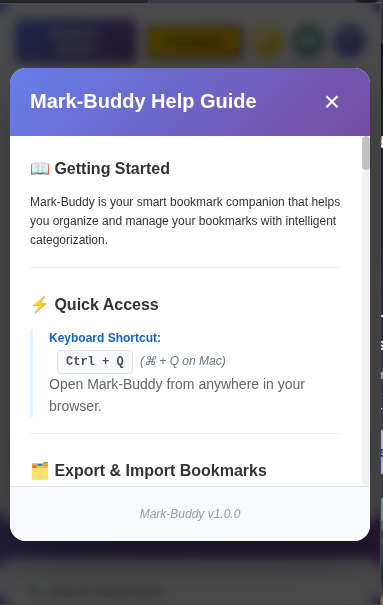 Mark-Buddy Help Guide ✕
📖 Getting Started
Mark-Buddy is your smart bookmark companion that helps
you organize and manage your bookmarks with intelligent
categorization.
⚡ Quick Access
Keyboard Shortcut:
Ctrl + Q (⌘ + Q on Mac)
Open Mark-Buddy from anywhere in your
browser.
🗂️ Export & Import Bookmarks
Mark-Buddy v1.0.0